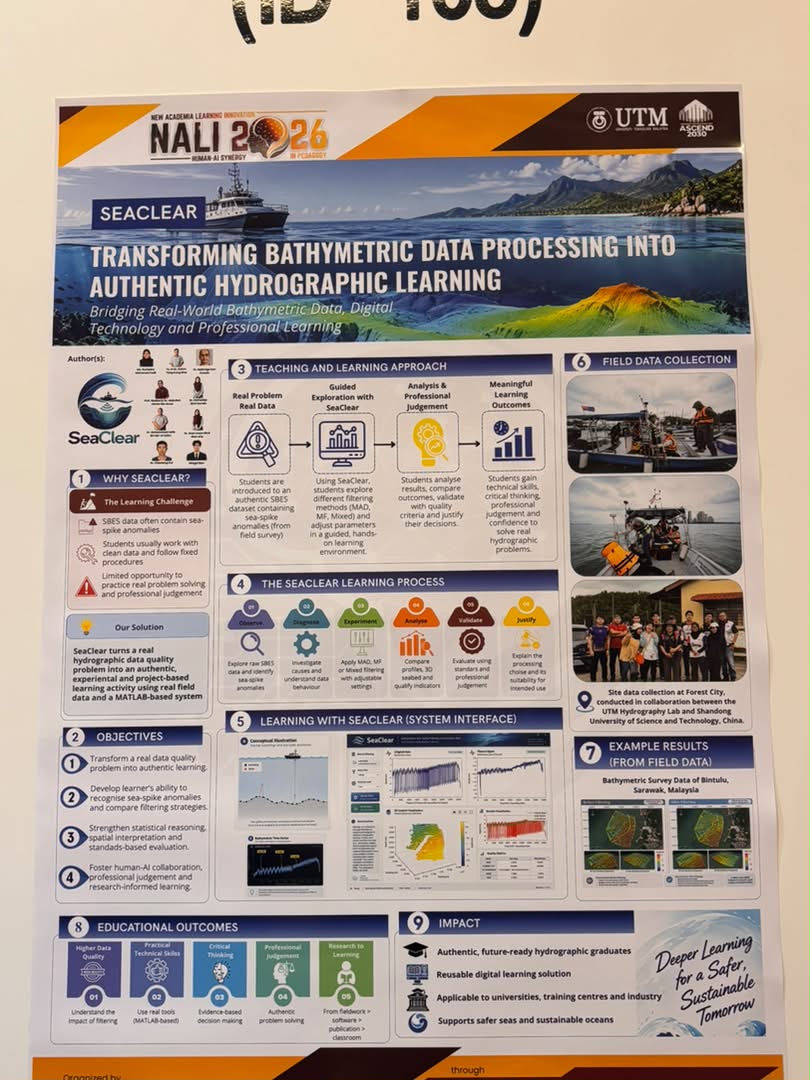 NEW ACADEMIA LEARNING INNOVATION
NALI 2026
HUMAN-AI SYNERGY IN PEDAGOGY
UTM
UNIVERSITI TEKNOLOGI MALAYSIA
ASCEND
2030
SEACLEAR
TRANSFORMING BATHYMETRIC DATA PROCESSING INTO
AUTHENTIC HYDROGRAPHIC LEARNING
Bridging Real-World Bathymetric Data, Digital
Technology and Professional Learning
Author(s):
SeaClear
1 WHY SEACLEAR?
The Learning Challenge
SBES data often contain sea-
spike anomalies
Students usually work with
clean data and follow fixed
procedures
Limited opportunity to
practice real problem solving
and professional judgement
Our Solution
SeaClear turns a real
hydrographic data quality
problem into an authentic,
experiential and project-based
learning activity using real field
data and a MATLAB-based system
2 OBJECTIVES
1 Transform a real data quality
problem into authentic learning.
2 Develop learner's ability to
recognise sea-spike anomalies
and compare filtering strategies.
3 Strengthen statistical reasoning,
spatial interpretation and
standads-based evaluation.
4 Foster human-AI collaboration,
professional judgement and
research-informed learning.
3 TEACHING AND LEARNING APPROACH
Real Problem
Real Data
Students are
introduced to an
authentic SBES
dataset containing
sea-spike
anomalies (from
field survey)
Guided
Exploration with
SeaClear
Using SeaClear,
students explore
different filtering
methods (MAD,
MF, Mixed) and
adjust parameters
in a guided, hands-
on learning
environment.
Analysis &
Professional
Judgement
Students analyse
results, compare
outcomes, validate
with quality
criteria and justify
their decisions.
Meaningful
Learning
Outcomes
Students gain
technical skills,
critical thinking,
professional
judgement and
confidence to
solve real
hydrographic
problems.
4 THE SEACLEAR LEARNING PROCESS
01
Observe
Explore raw SBES
data and identify
sea-spike
anomalies
02
Diagnose
Investigate
causes and
understand data
behaviour
03
Experiment
Apply MAD, MF
or Mixed filtering
with adjustable
settings
04
Analyse
Compare
profiles, 3D
seabed and
quality indicators
05
Validate
Evaluate using
standards and
professional
judgement
06
Justify
Explain the
processing choice
and its suitability
for intended use
5 LEARNING WITH SEACLEAR (SYSTEM INTERFACE)
Conceptual Illustration
SeaClear
Bathymetric Time Series
6 FIELD DATA COLLECTION
Site data collection at Forest City,
conducted in collaboration between the
UTM Hydrography Lab and Shandong
University of Science and Technology, China.
7 EXAMPLE RESULTS
(FROM FIELD DATA)
Bathymetric Survey Data of Bintulu,
Sarawak, Malaysia
8 EDUCATIONAL OUTCOMES
Higher Data
Quality
01
Understand the
impact of filtering
Practical
Technical Skilss
02
Use real tools
(MATLAB-based)
Critical
Thinking
03
Evidence-based
decision making
Professional
Judgement
04
Authentic
problem solving
Research to
Learning
05
From fieldwork >
software >
publication >
classroom
9 IMPACT
Authentic, future-ready hydrographic graduates
Reusable digital learning solution
Applicable to universities, training centres and industry
Supports safer seas and sustainable oceans
Deeper Learning
for a Safer,
Sustainable
Tomorrow
Organized by
through